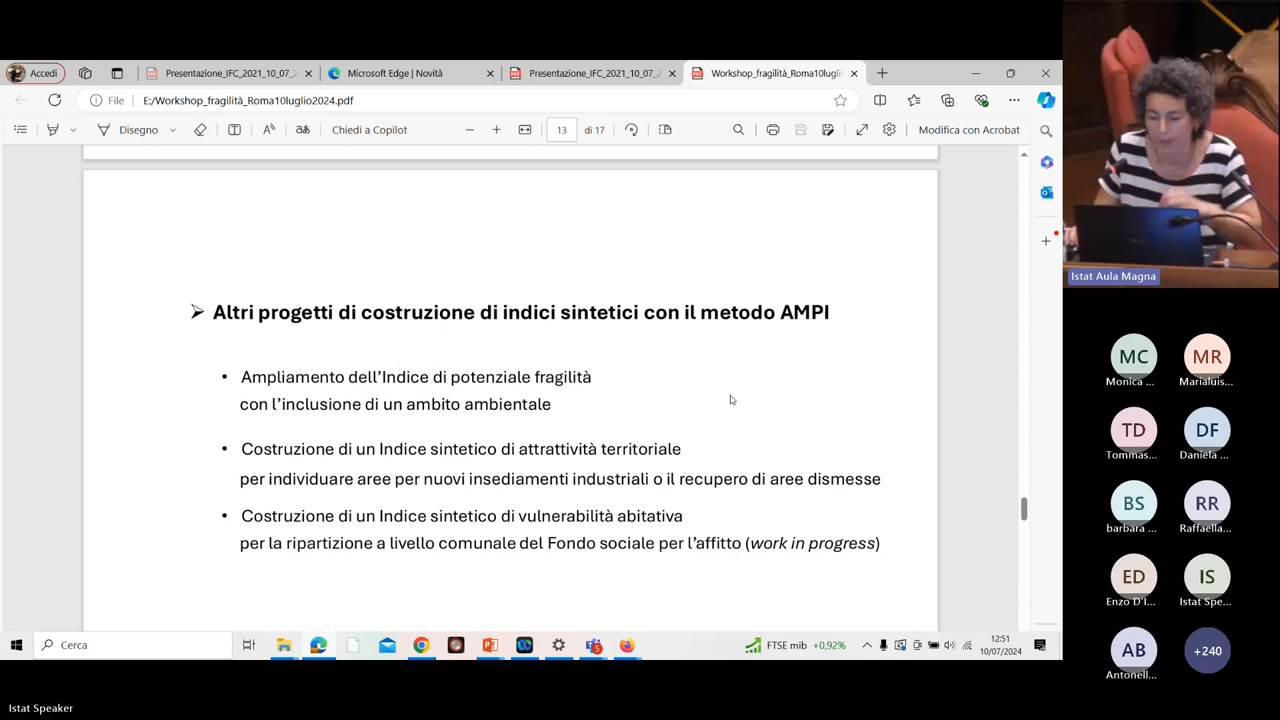 Accedi
Presentazione_IFC_2021_10_07_2
Microsoft Edge | Novità
Presentazione_IFC_2021_10_07_2
Workshop_fragilità_Roma10lugli
File
E:/Workshop_fragilità_Roma10luglio2024.pdf
Disegno
aあ
Chiedi a Copilot
13
di 17
Modifica con Acrobat
Altri progetti di costruzione di indici sintetici con il metodo AMPI
• Ampliamento dell'Indice di potenziale fragilità
con l'inclusione di un ambito ambientale
• Costruzione di un Indice sintetico di attrattività territoriale
per individuare aree per nuovi insediamenti industriali o il recupero di aree dismesse
• Costruzione di un Indice sintetico di vulnerabilità abitativa
per la ripartizione a livello comunale del Fondo sociale per l'affitto (work in progress)
Cerca
FTSE mib +0,92%
12:51
10/07/2024
Istat Aula Magna
MC
MR
Monica ...
Marialuis...
TD
DF
Tommas...
Daniela ...
BS
RR
barbara ...
Raffaella...
ED
IS
Enzo D'I...
Istat Spe...
AB
+240
Antonell...
Istat Speaker